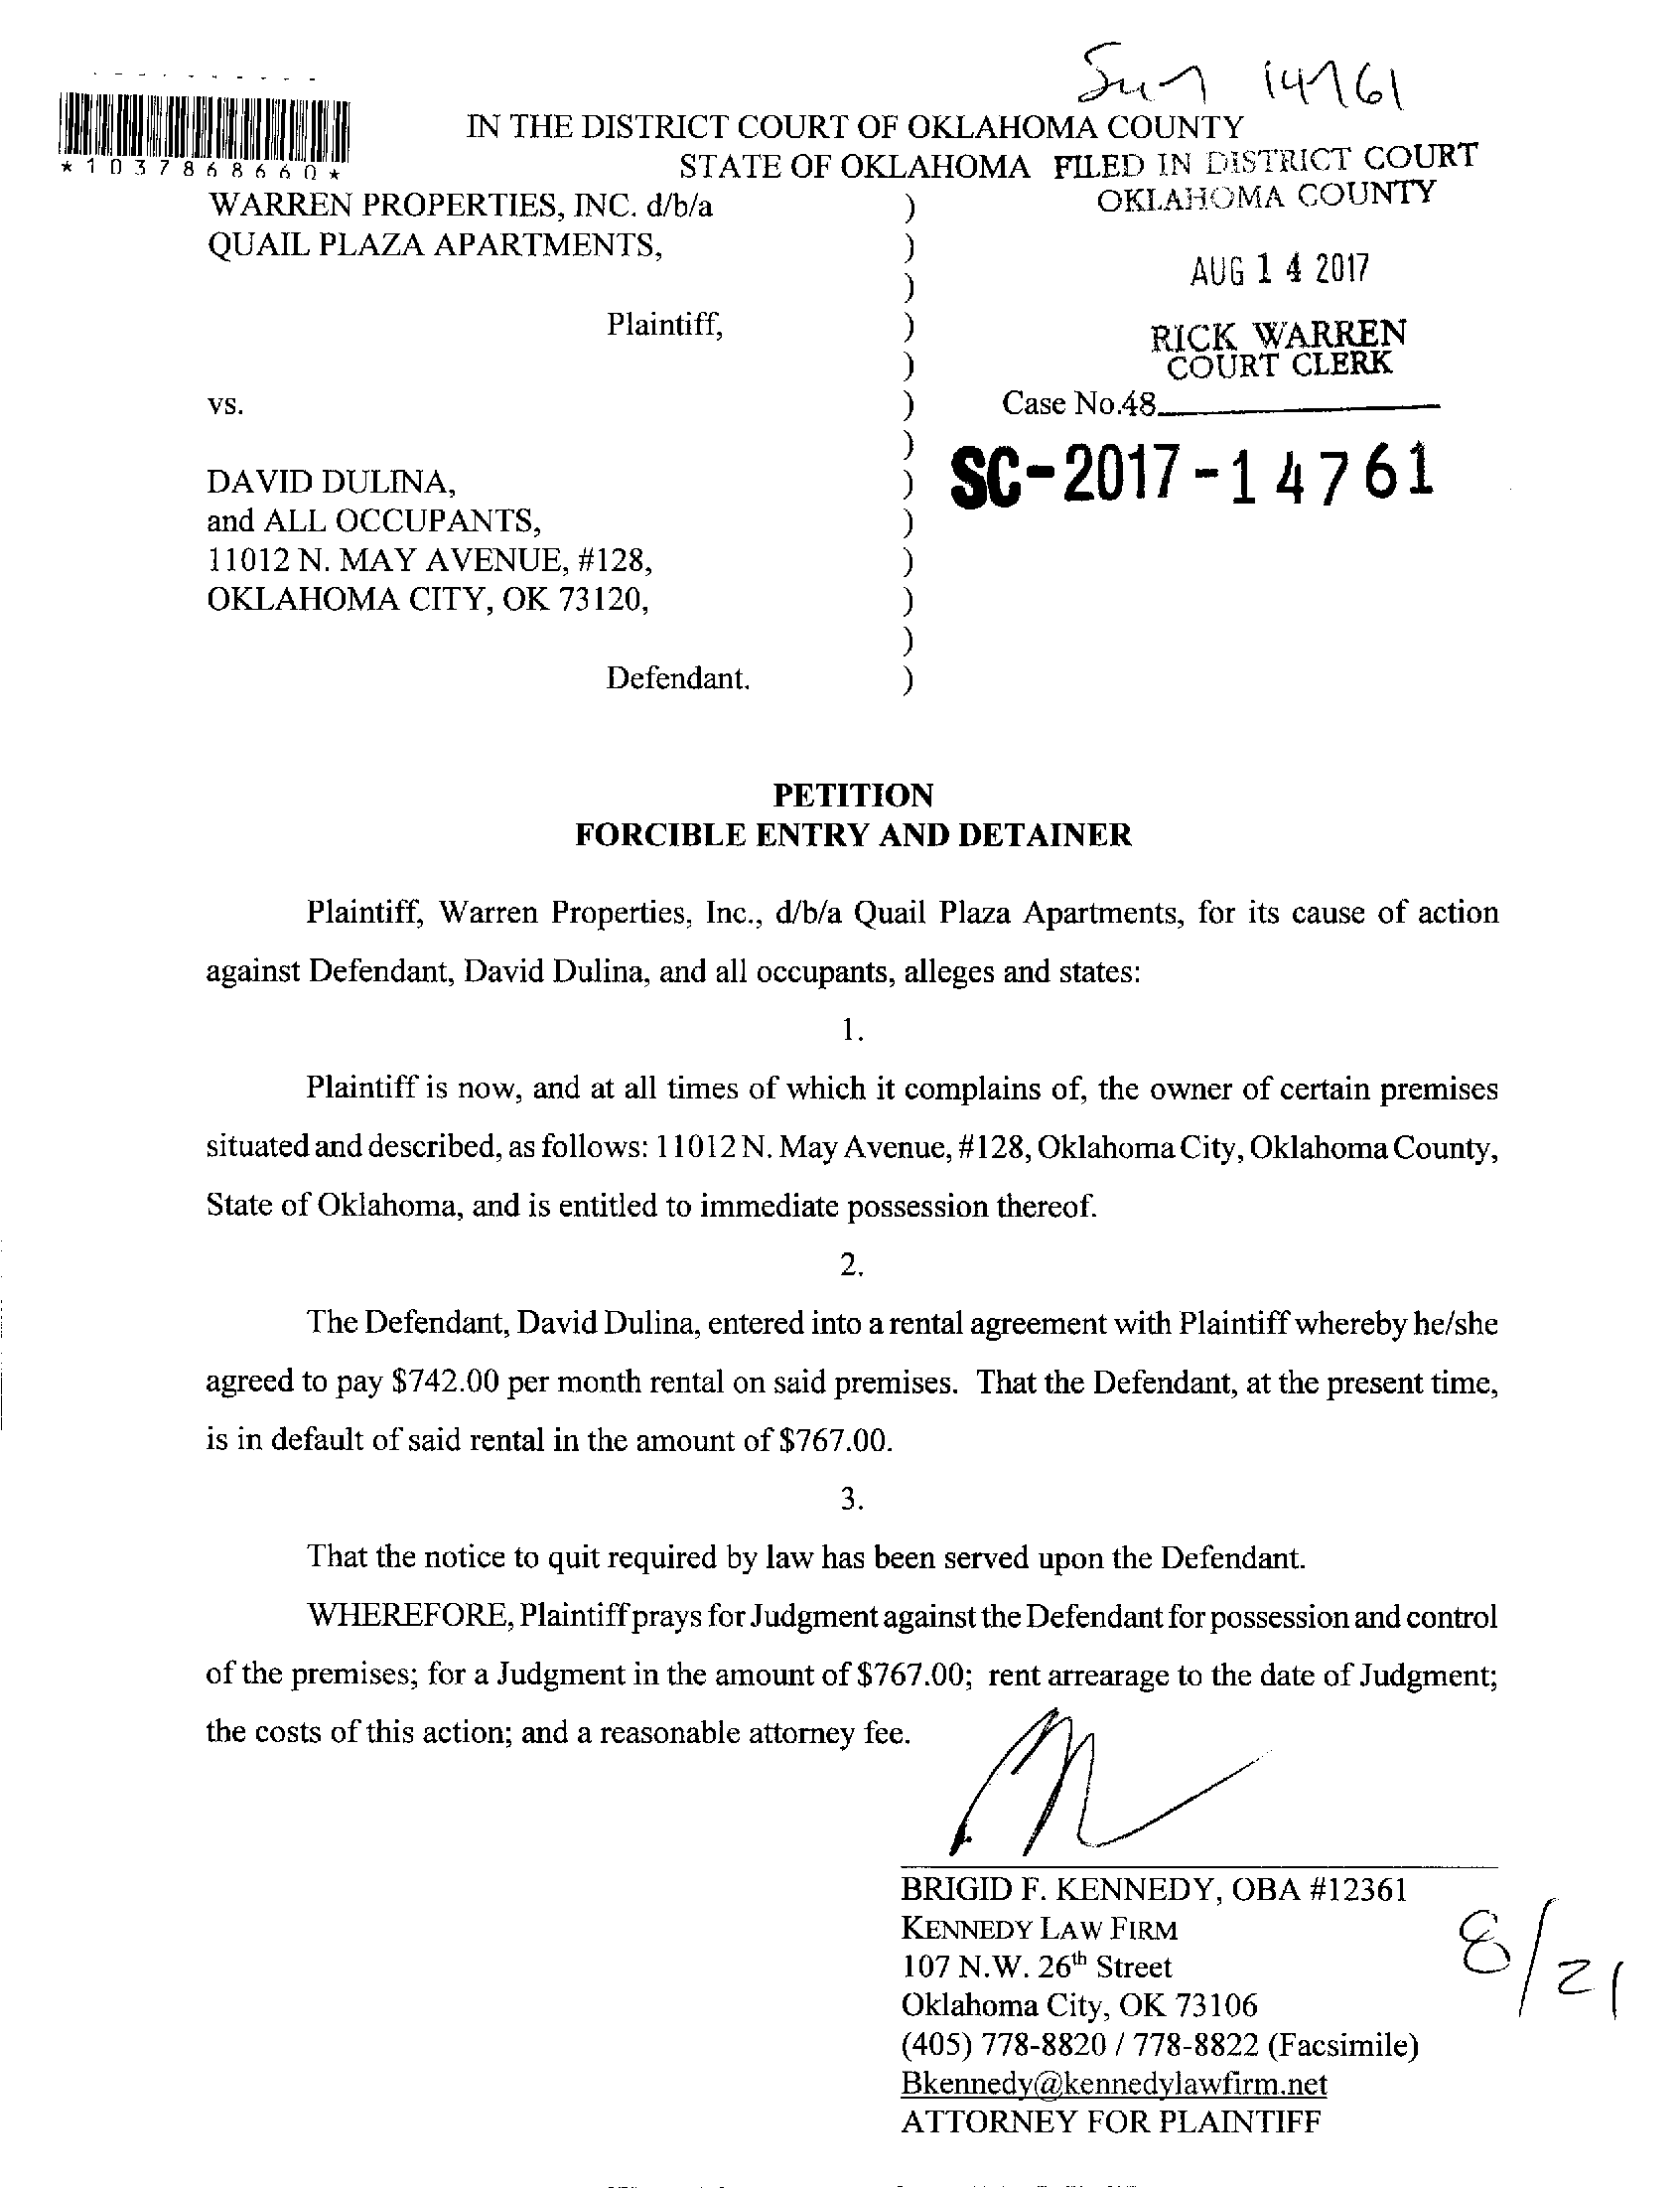 14761
IN THE DISTRICT COURT OF OKLAHOMA COUNTY
STATE OF OKLAHOMA FILED IN DISTRICT COURT
OKLAHOMA COUNTY
*1037868660*
WARREN PROPERTIES, INC. d/b/a )
QUAIL PLAZA APARTMENTS, )
)
AUG 14 2017
Plaintiff, )
RICK WARREN
COURT CLERK
)
vs. ) Case No.48
)
SC-2017-14761
DAVID DULINA, )
and ALL OCCUPANTS, )
11012 N. MAY AVENUE, #128, )
OKLAHOMA CITY, OK 73120, )
)
Defendant. )
PETITION
FORCIBLE ENTRY AND DETAINER
Plaintiff, Warren Properties, Inc., d/b/a Quail Plaza Apartments, for its cause of action
against Defendant, David Dulina, and all occupants, alleges and states:
1.
Plaintiff is now, and at all times of which it complains of, the owner of certain premises
situated and described, as follows: 11012 N. May Avenue, #128, Oklahoma City, Oklahoma County,
State of Oklahoma, and is entitled to immediate possession thereof.
2.
The Defendant, David Dulina, entered into a rental agreement with Plaintiff whereby he/she
agreed to pay $742.00 per month rental on said premises. That the Defendant, at the present time,
is in default of said rental in the amount of $767.00.
3.
That the notice to quit required by law has been served upon the Defendant.
WHEREFORE, Plaintiff prays for Judgment against the Defendant for possession and control
of the premises; for a Judgment in the amount of $767.00; rent arrearage to the date of Judgment;
the costs of this action; and a reasonable attorney fee.
BRIGID F. KENNEDY, OBA #12361
KENNEDY LAW FIRM
107 N.W. 26th Street
8/21
Oklahoma City, OK 73106
(405) 778-8820 / 778-8822 (Facsimile)
Bkennedy@kennedylawfirm.net
ATTORNEY FOR PLAINTIFF